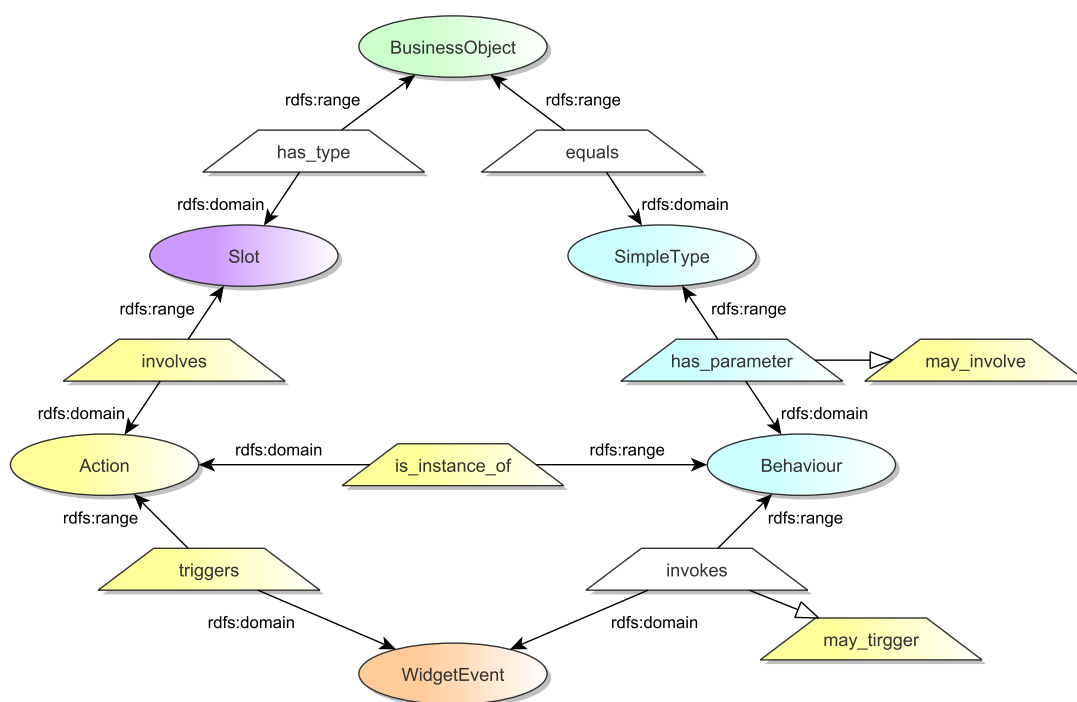 BusinessObject
rdfs:range
rdfs:range
has_type
equals
rdfs:domain
rdfs:domain
Slot
SimpleType
rdfs:range
rdfs:range
involves
has_parameter
may_involve
rdfs:domain
rdfs:domain
Action
rdfs:domain
is_instance_of
rdfs:range
Behaviour
rdfs:range
rdfs:range
triggers
invokes
rdfs:domain
rdfs:domain
may_tirgger
WidgetEvent